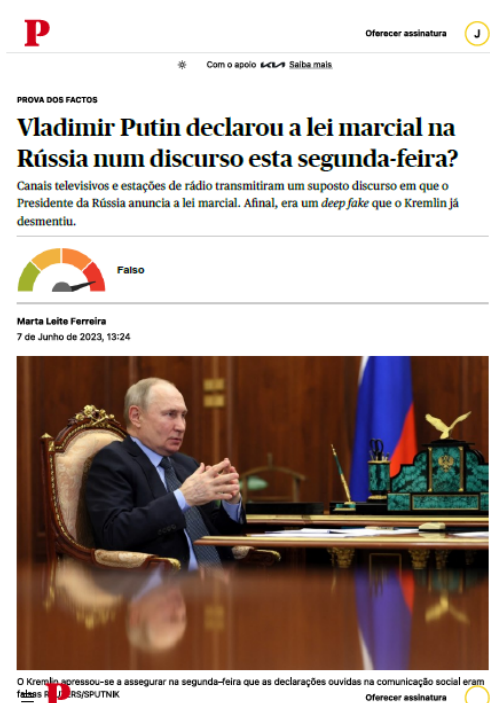 P
Oferecer assinatura
J
Com o apoio KIA Saiba mais
PROVA DOS FACTOS
Vladimir Putin declarou a lei marcial na
Rússia num discurso esta segunda-feira?
Canais televisivos e estações de rádio transmitiram um suposto discurso em que o
Presidente da Rússia anuncia a lei marcial. Afinal, era um deep fake que o Kremlin já
desmentiu.
Falso
Marta Leite Ferreira
7 de Junho de 2023, 13:24
O Kremlin apressou-se a assegurar na segunda-feira que as declarações ouvidas na comunicação social eram
falsas REUTERS/SPUTNIK
P
Oferecer assinatura